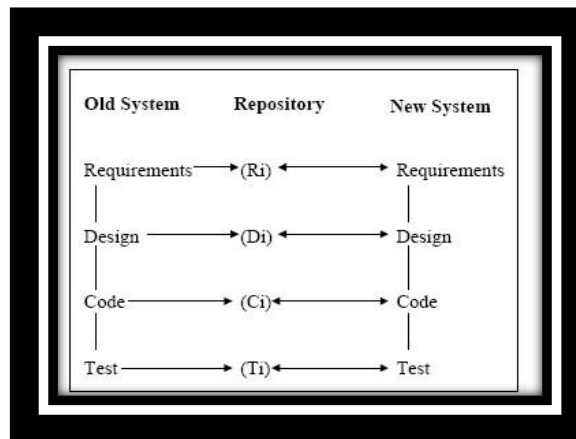 Old System Repository New System
Requirements (Ri) Requirements
Design (Di) Design
Code (Ci) Code
Test (Ti) Test